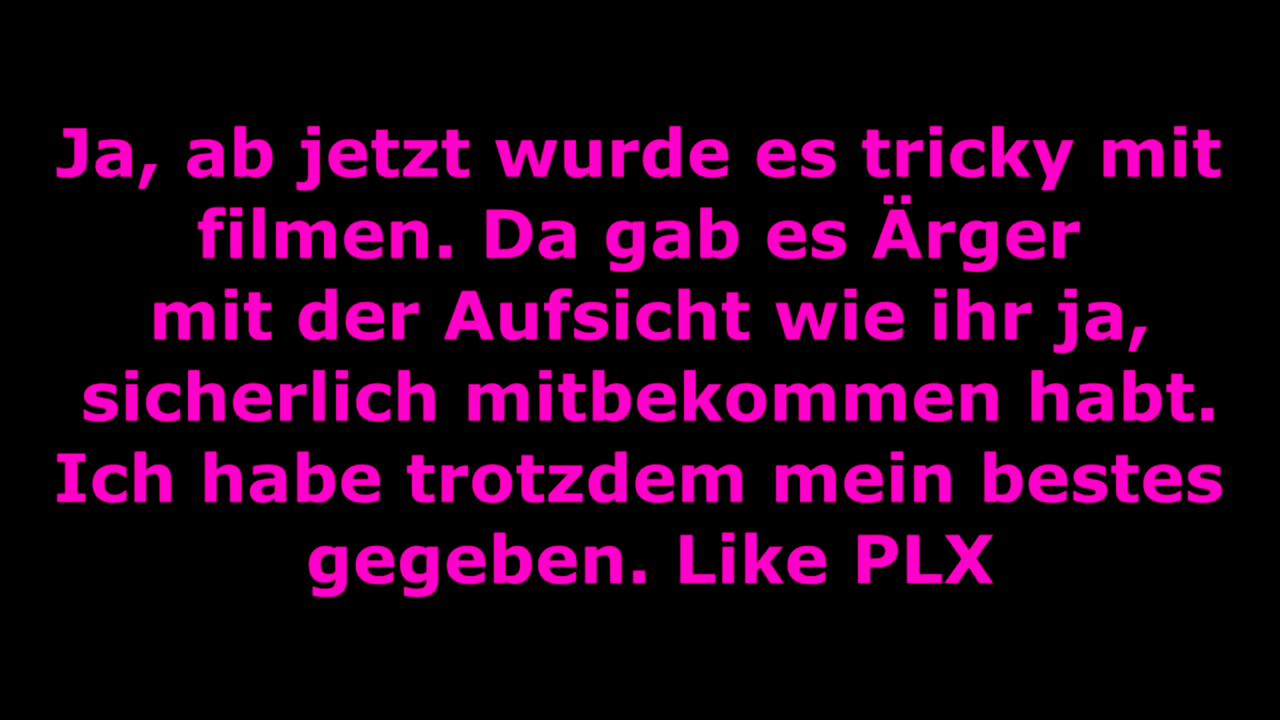 Ja, ab jetzt wurde es tricky mit
filmen. Da gab es Ärger
mit der Aufsicht wie ihr ja,
sicherlich mitbekommen habt.
Ich habe trotzdem mein bestes
gegeben. Like PLX